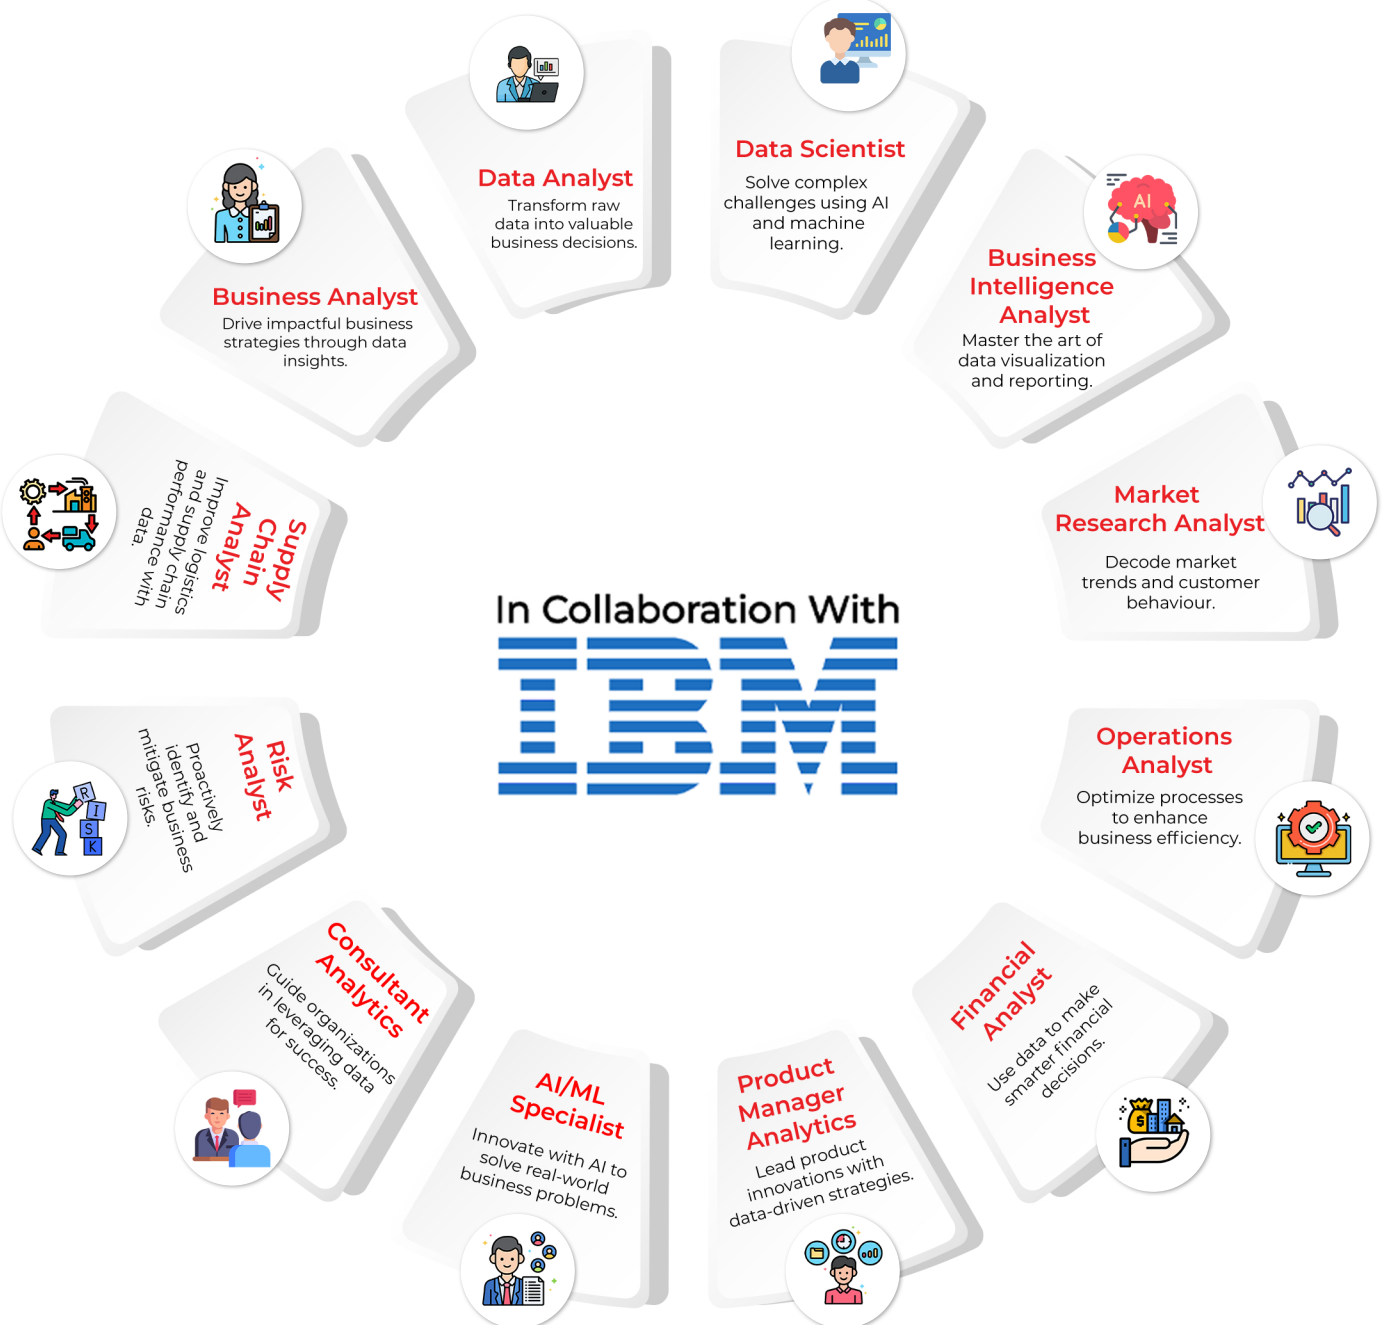 Data Analyst
Transform raw
data into valuable
business decisions.
Data Scientist
Solve complex
challenges using AI
and machine
learning.
AI
Business
Intelligence
Analyst
Master the art of
data visualization
and reporting.
Market
Research Analyst
Decode market
trends and customer
behaviour.
Operations
Analyst
Optimize processes
to enhance
business efficiency.
Financial
Analyst
Use data to make
smarter financial
decisions.
Product
Manager
Analytics
Lead product
innovations with
data-driven strategies.
AI/ML
Specialist
Innovate with AI to
solve real-world
business problems.
Consultant
Analytics
Guide organizations
in leveraging data
for success.
Risk
Analyst
Proactively
identify and
mitigate business
risks.
R
I
S
K
Supply
Chain
Analyst
Improve logistics
and supply chain
performance with
data.
Business Analyst
Drive impactful business
strategies through data
insights.
In Collaboration With
IBM